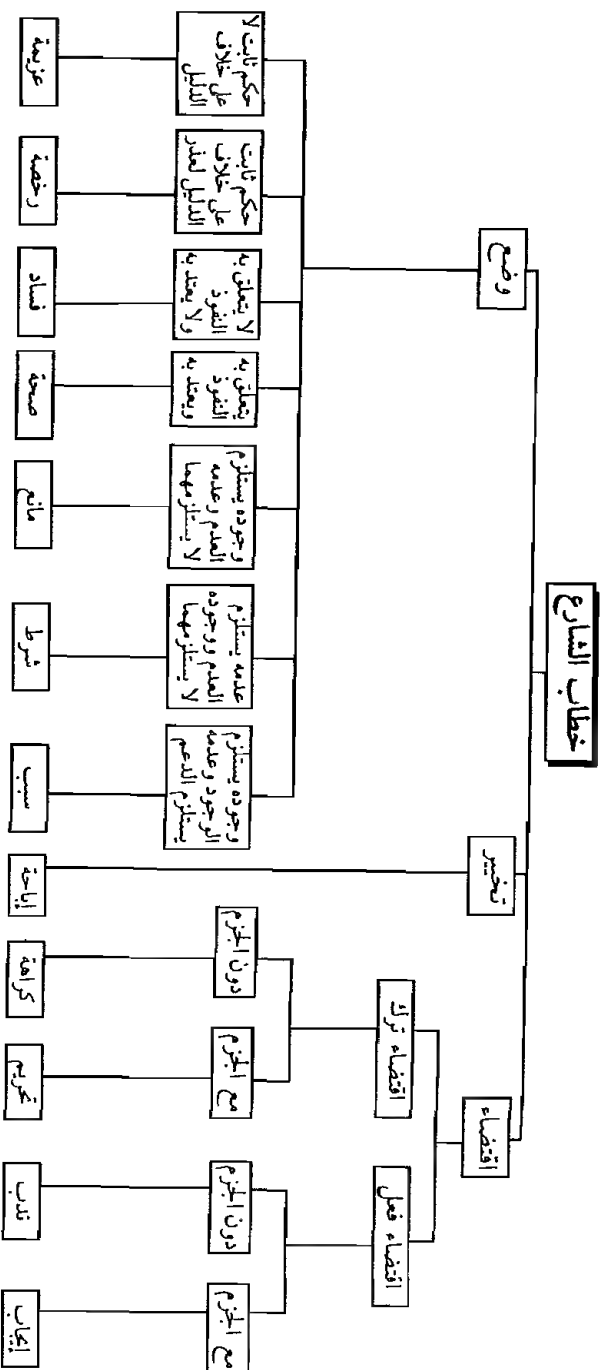 خطاب الشارع
اقتضاء
تخيير
وضع
اقتضاء فعل
اقتضاء ترك
مع الجزم
دون الجزم
مع الجزم
دون الجزم
وجوده يستلزم
الوجود وعدمه
يستلزم الدعم
عدمه يستلزم
العدم ووجوده
لا يستلزمهما
وجوده يستلزم
العدم وعدمه
لا يستلزمهما
يتعلق به
النفوذ
ويعتد به
لا يتعلق به
النفوذ
ولا يعتد به
حكم ثابت
على خلاف
الدليل لعذر
حكم ثابت لا
على خلاف
الدليل
إيجاب
ندب
تحريم
كراهة
إباحة
سبب
شرط
مانع
صحة
فساد
رخصة
عزيمة